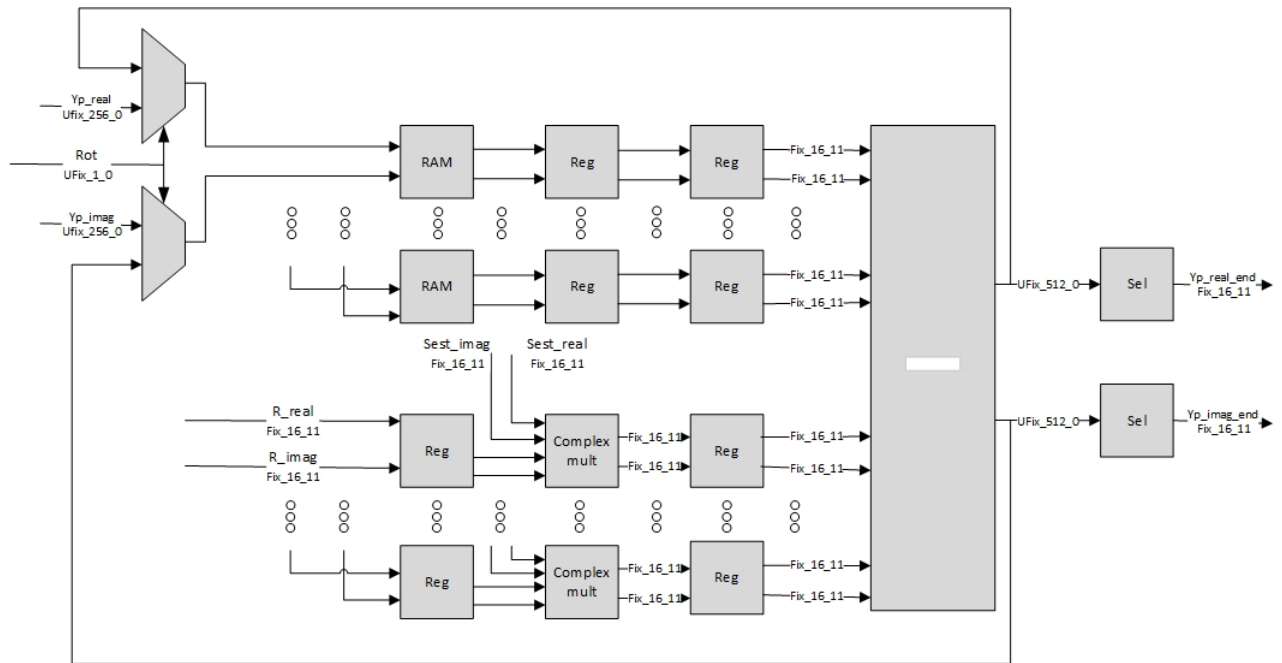 Yp_real
Ufix_256_0
Rot
UFix_1_0
Yp_imag
Ufix_256_0
RAM
Reg
Reg
Fix_16_11
Fix_16_11
RAM
Reg
Reg
Fix_16_11
Fix_16_11
UFix_512_0
Sel
Yp_real_end
Fix_16_11
Sest_imag
Fix_16_11
Sest_real
Fix_16_11
R_real
Fix_16_11
R_imag
Fix_16_11
Reg
Complex
mult
Fix_16_11
Fix_16_11
Reg
Fix_16_11
Fix_16_11
UFix_512_0
Sel
Yp_imag_end
Fix_16_11
Reg
Complex
mult
Fix_16_11
Fix_16_11
Reg
Fix_16_11
Fix_16_11